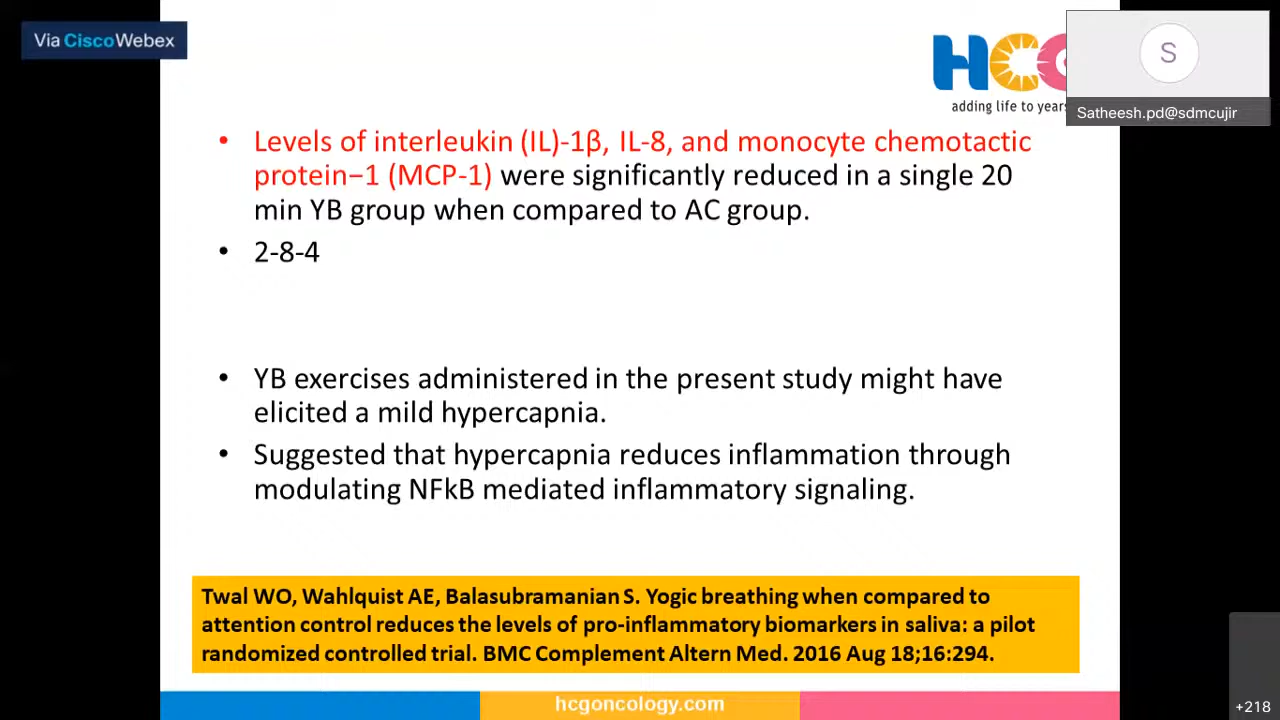 Via CiscoWebex
HCG
adding life to years
S
Satheesh.pd@sdmcujir
• Levels of interleukin (IL)-1β, IL-8, and monocyte chemotactic
protein−1 (MCP-1) were significantly reduced in a single 20
min YB group when compared to AC group.
• 2-8-4
• YB exercises administered in the present study might have
elicited a mild hypercapnia.
• Suggested that hypercapnia reduces inflammation through
modulating NFkB mediated inflammatory signaling.
Twal WO, Wahlquist AE, Balasubramanian S. Yogic breathing when compared to
attention control reduces the levels of pro-inflammatory biomarkers in saliva: a pilot
randomized controlled trial. BMC Complement Altern Med. 2016 Aug 18;16:294.
hcgoncology.com
+218